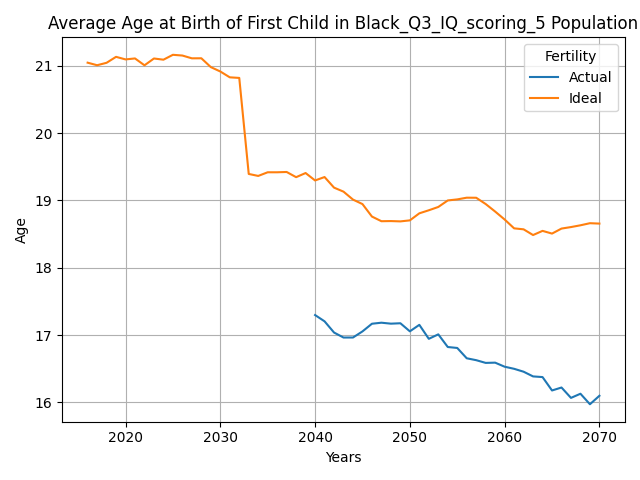 Average Age at Birth of First Child in Black_Q3_IQ_scoring_5 Population
Fertility
Actual
Ideal
Age
21
20
19
18
17
16
2020
2030
2040
2050
2060
2070
Years